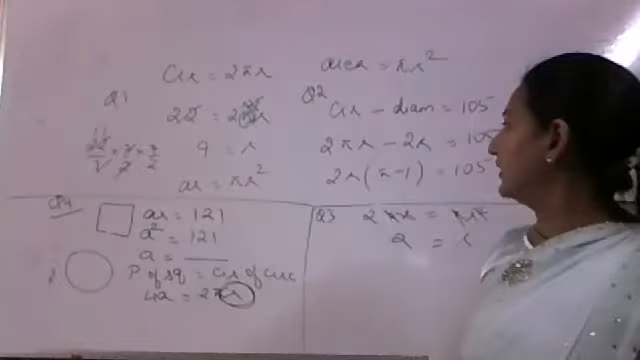 Cir = 2πr
area = πr²
Q1
22 = 2
? = r
ar = πr²
Q2
Cir - diam = 105
2πr - 2r = 105
2r(π-1) = 105
Q4
ar = 121
a² = 121
a = ____
P of sq = Cir of circ
4a = 2πr
Q3
2πr = πr²
2 = r